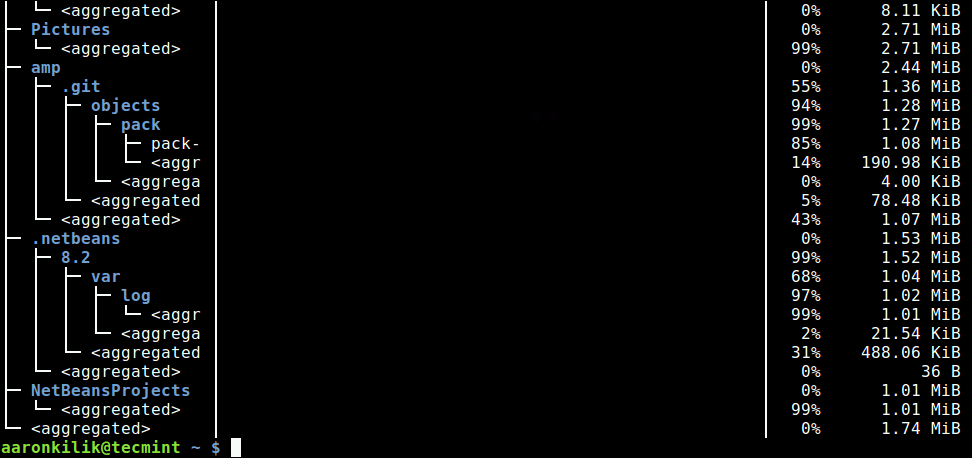 <aggregated> 0% 8.11 KiB
Pictures 0% 2.71 MiB
<aggregated> 99% 2.71 MiB
amp 0% 2.44 MiB
.git 55% 1.36 MiB
objects 94% 1.28 MiB
pack 99% 1.27 MiB
pack- 85% 1.08 MiB
<aggr 14% 190.98 KiB
<aggrega 0% 4.00 KiB
<aggregated 5% 78.48 KiB
<aggregated> 43% 1.07 MiB
.netbeans 0% 1.53 MiB
8.2 99% 1.52 MiB
var 68% 1.04 MiB
log 97% 1.02 MiB
<aggr 99% 1.01 MiB
<aggrega 2% 21.54 KiB
<aggregated 31% 488.06 KiB
<aggregated> 0% 36 B
NetBeansProjects 0% 1.01 MiB
<aggregated> 99% 1.01 MiB
<aggregated> 0% 1.74 MiB
aaronkilik@tecmint ~ $